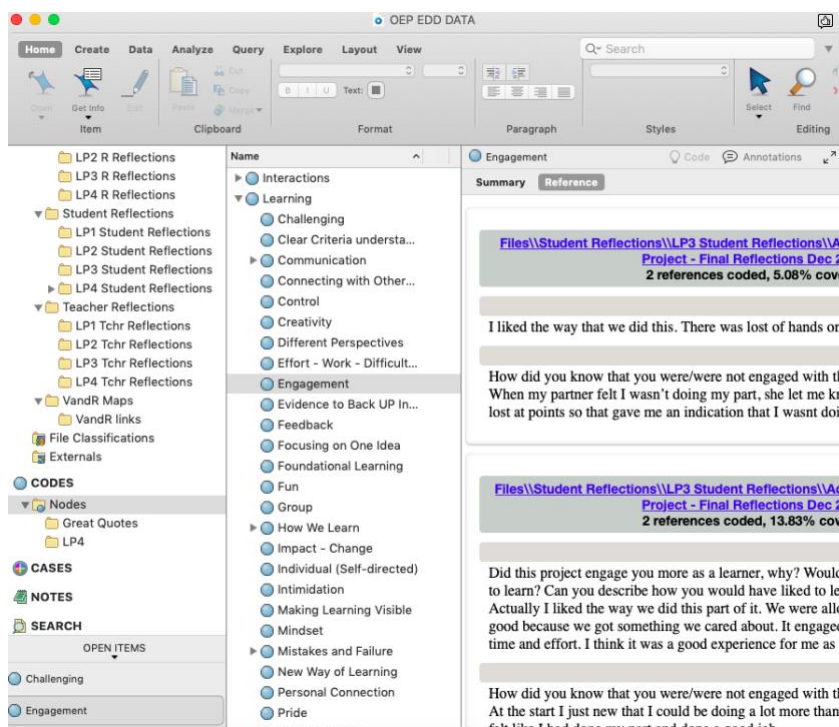 OEP EDD DATA
Home Create Data Analyze Query Explore Layout View
Search
Open Get Info Edit Paste Cut Copy Merge
B I U Text:
Select Find
Item Clipboard Format Paragraph Styles Editing
LP2 R Reflections
LP3 R Reflections
LP4 R Reflections
Student Reflections
LP1 Student Reflections
LP2 Student Reflections
LP3 Student Reflections
LP4 Student Reflections
Teacher Reflections
LP1 Tchr Reflections
LP2 Tchr Reflections
LP3 Tchr Reflections
LP4 Tchr Reflections
VandR Maps
VandR links
File Classifications
Externals
CODES
Nodes
Great Quotes
LP4
CASES
NOTES
SEARCH
OPEN ITEMS
Challenging
Engagement
Name
Interactions
Learning
Challenging
Clear Criteria understa...
Communication
Connecting with Other...
Control
Creativity
Different Perspectives
Effort - Work - Difficult...
Engagement
Evidence to Back UP In...
Feedback
Focusing on One Idea
Foundational Learning
Fun
Group
How We Learn
Impact - Change
Individual (Self-directed)
Intimidation
Making Learning Visible
Mindset
Mistakes and Failure
New Way of Learning
Personal Connection
Pride
Engagement Code Annotations
Summary Reference
Files\\Student Reflections\\LP3 Student Reflections\\A
Project - Final Reflections Dec 2
2 references coded, 5.08% cov
I liked the way that we did this. There was lost of hands on
How did you know that you were/were not engaged with th
When my partner felt I wasn't doing my part, she let me kn
lost at points so that gave me an indication that I wasnt doi
Files\\Student Reflections\\LP3 Student Reflections\\Ac
Project - Final Reflections Dec 2
2 references coded, 13.83% cov
Did this project engage you more as a learner, why? Would
to learn? Can you describe how you would have liked to le
Actually I liked the way we did this part of it. We were alle
good because we got something we cared about. It engaged
time and effort. I think it was a good experience for me as
How did you know that you were/were not engaged with th
At the start I just new that I could be doing a lot more than
felt like I had done my part and done a good job